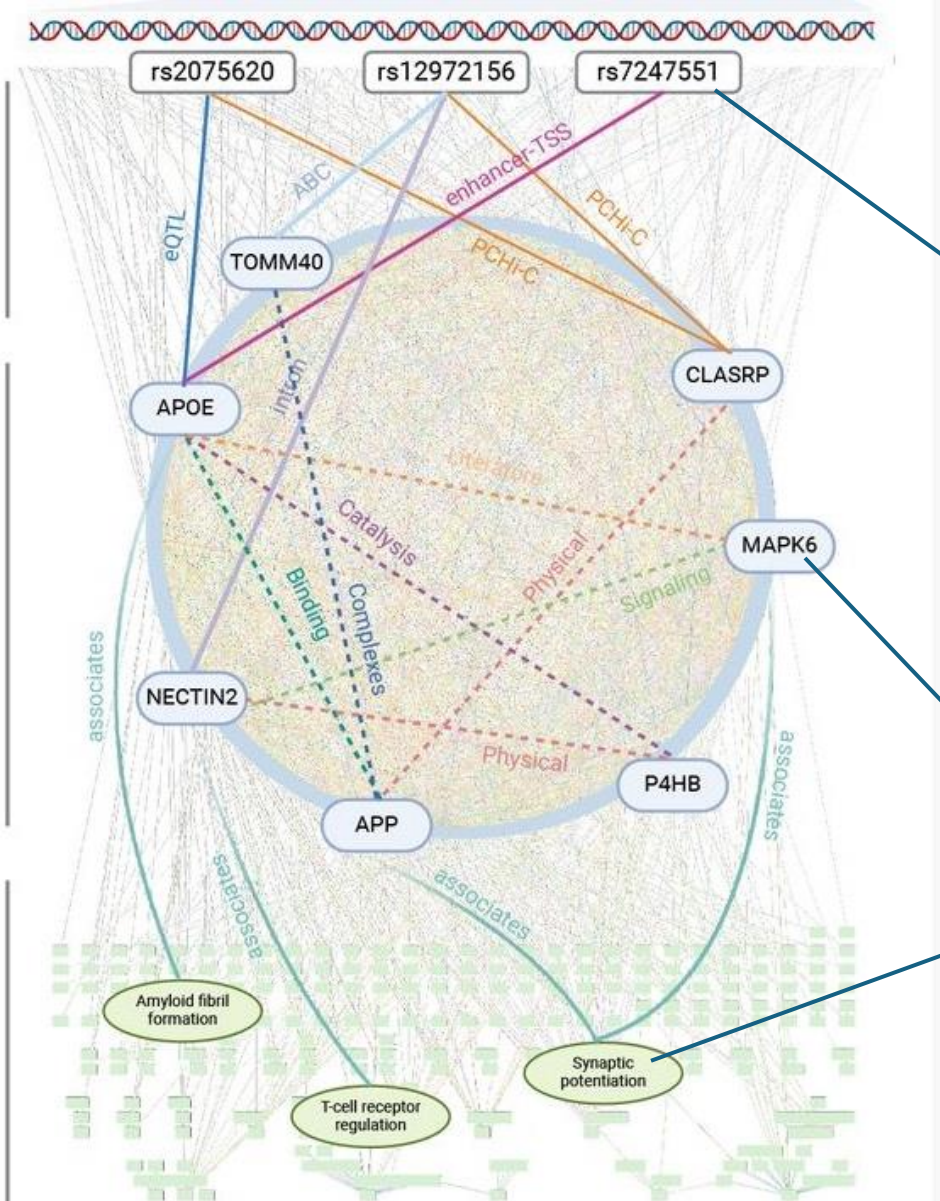 rs2075620
rs12972156
rs7247551
eQTL
ABC
enhancer-TSS
PCHi-C
PCHi-C
TOMM40
CLASRP
intron
APOE
Literature
Catalysis
MAPK6
Physical
Signaling
Binding
Complexes
associates
NECTIN2
Physical
P4HB
associates
APP
associates
associates
Amyloid fibril
formation
Synaptic
potentiation
T-cell receptor
regulation